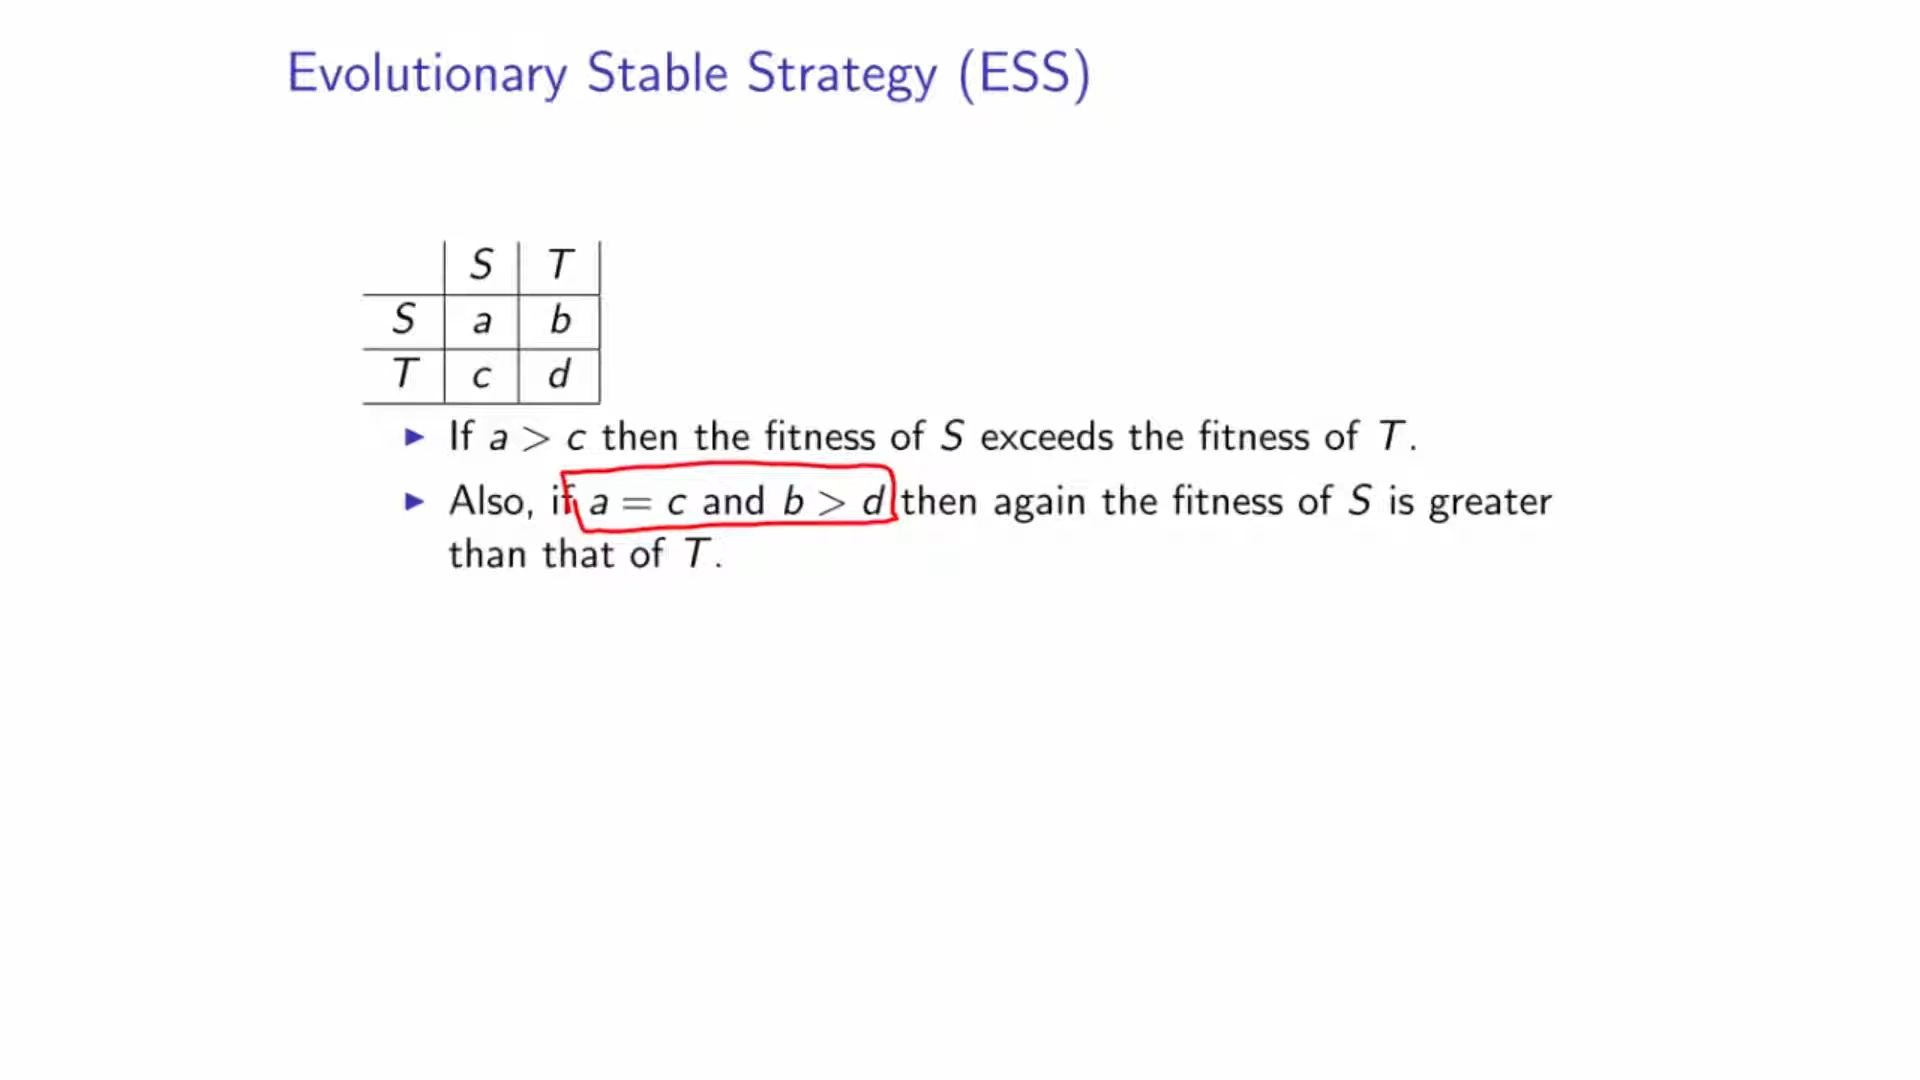 Evolutionary Stable Strategy (ESS)
S T
S a b
T c d
If a > c then the fitness of S exceeds the fitness of T.
Also, if a = c and b > d then again the fitness of S is greater
than that of T.